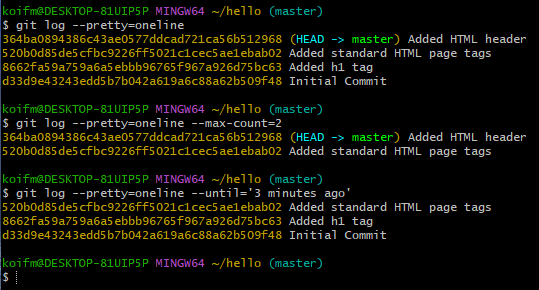 koifm@DESKTOP-81UIP5P MINGW64 ~/hello (master)
$ git log --pretty=oneline
364ba0894386c43ae0577ddcad721ca56b512968 (HEAD -> master) Added HTML header
520b0d85de5cfbc9226ff5021c1cec5ae1ebab02 Added standard HTML page tags
8662fa59a759a6a5ebbb96765f967a926d75bc63 Added h1 tag
d33d9e43243edd5b7b042a619a6c88a62b509f48 Initial Commit

koifm@DESKTOP-81UIP5P MINGW64 ~/hello (master)
$ git log --pretty=oneline --max-count=2
364ba0894386c43ae0577ddcad721ca56b512968 (HEAD -> master) Added HTML header
520b0d85de5cfbc9226ff5021c1cec5ae1ebab02 Added standard HTML page tags

koifm@DESKTOP-81UIP5P MINGW64 ~/hello (master)
$ git log --pretty=oneline --until='3 minutes ago'
520b0d85de5cfbc9226ff5021c1cec5ae1ebab02 Added standard HTML page tags
8662fa59a759a6a5ebbb96765f967a926d75bc63 Added h1 tag
d33d9e43243edd5b7b042a619a6c88a62b509f48 Initial Commit

koifm@DESKTOP-81UIP5P MINGW64 ~/hello (master)
$